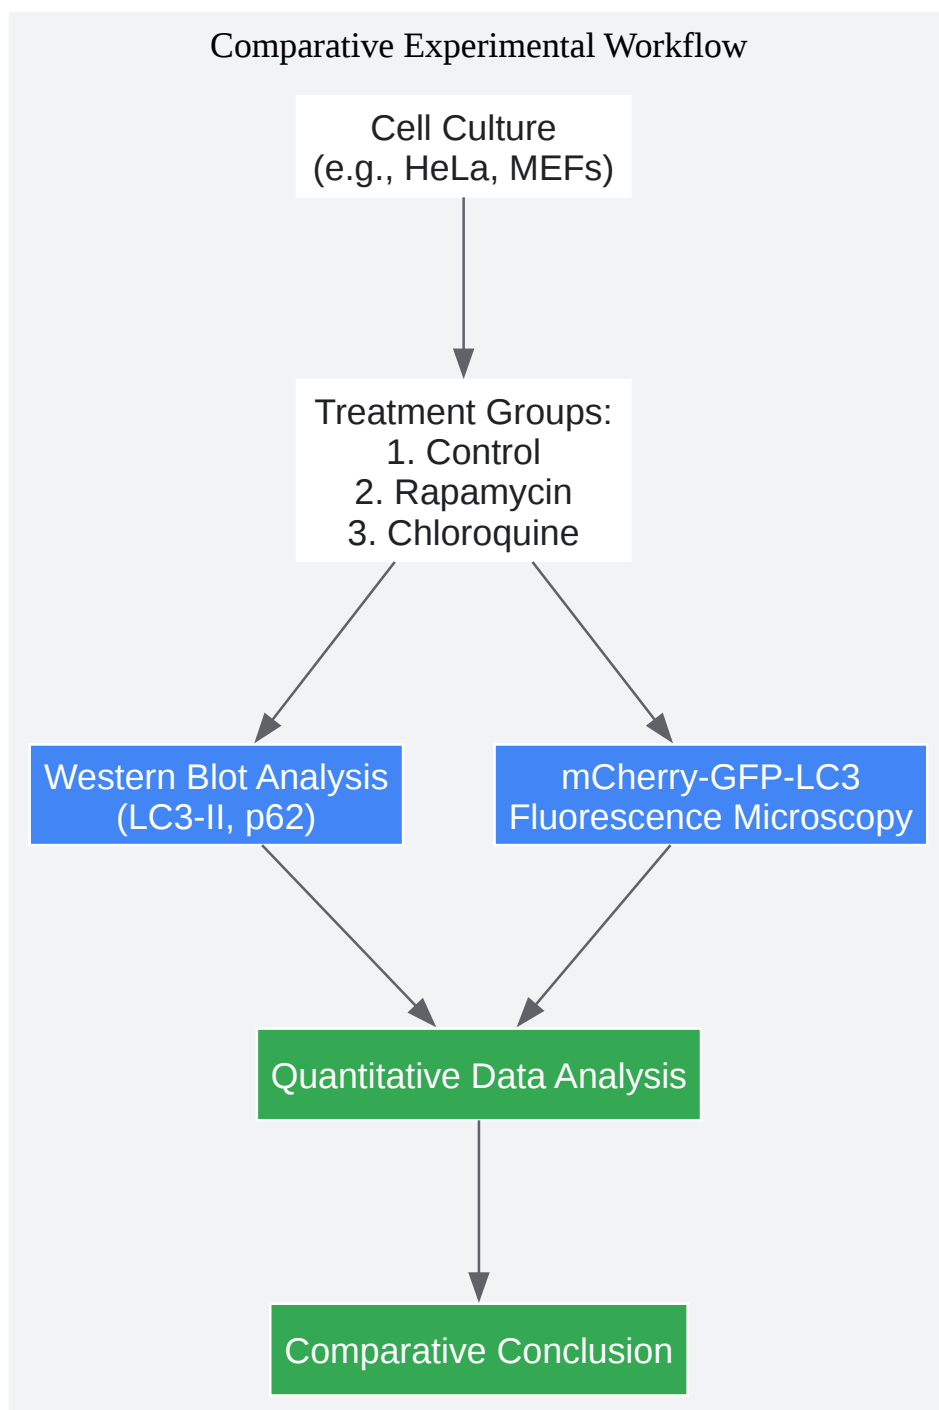 Comparative Experimental Workflow
Cell Culture
(e.g., HeLa, MEFs)
Treatment Groups:
1. Control
2. Rapamycin
3. Chloroquine
Western Blot Analysis
(LC3-II, p62)
mCherry-GFP-LC3
Fluorescence Microscopy
Quantitative Data Analysis
Comparative Conclusion